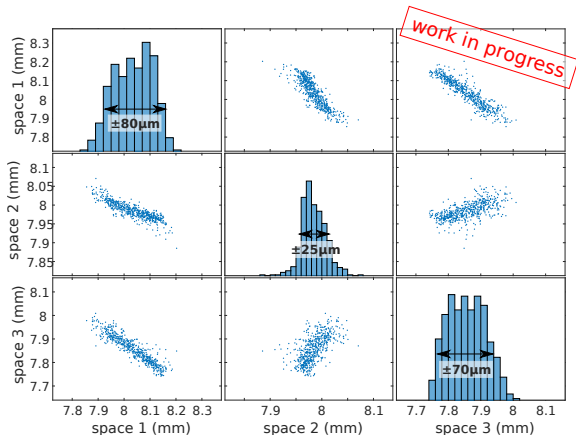 work in progress
space 1 (mm)
8.3
8.2
8.1
8
7.9
7.8
±80μm
space 2 (mm)
8.05
8
7.95
7.9
7.85
±25μm
space 3 (mm)
8
7.9
7.8
7.7
±70μm
7.8 7.9 8 8.1 8.2 8.3
7.9 8 8.1
7.7 7.8 7.9 8 8.1
space 1 (mm) space 2 (mm) space 3 (mm)